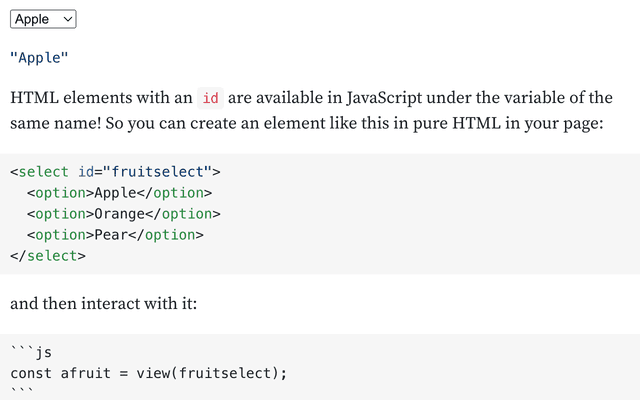 Apple
"Apple"
HTML elements with an id are available in JavaScript under the variable of the
same name! So you can create an element like this in pure HTML in your page:
<select id="fruitselect">
  <option>Apple</option>
  <option>Orange</option>
  <option>Pear</option>
</select>
and then interact with it:
```js
const afruit = view(fruitselect);
```